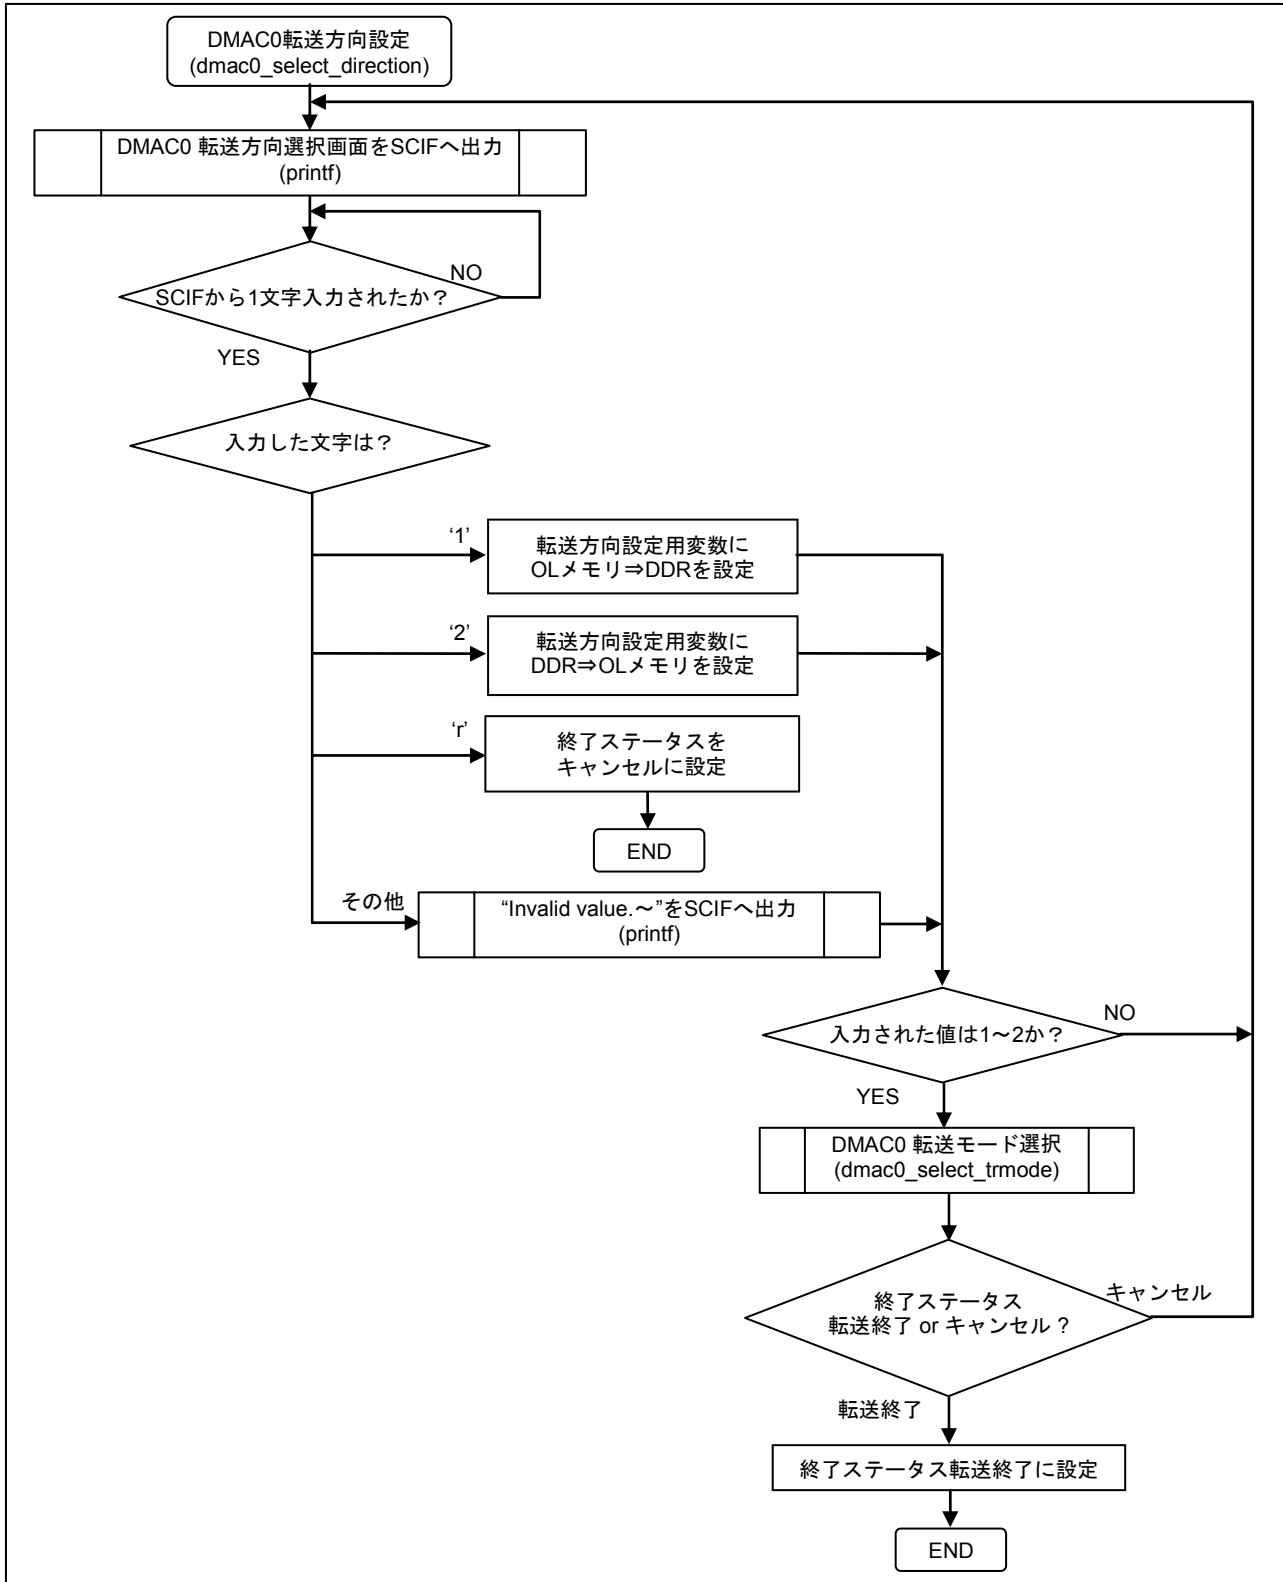 DMAC0転送方向設定
(dmac0_select_direction)
DMAC0 転送方向選択画面をSCIFへ出力
(printf)
NO
SCIFから1文字入力されたか？
YES
入力した文字は？
‘1’
転送方向設定用変数に
OLメモリ⇒DDRを設定
‘2’
転送方向設定用変数に
DDR⇒OLメモリを設定
‘r’
終了ステータスを
キャンセルに設定
END
その他
“Invalid value.～”をSCIFへ出力
(printf)
NO
入力された値は1～2か？
YES
DMAC0 転送モード選択
(dmac0_select_trmode)
キャンセル
終了ステータス
転送終了 or キャンセル？
転送終了
終了ステータス転送終了に設定
END